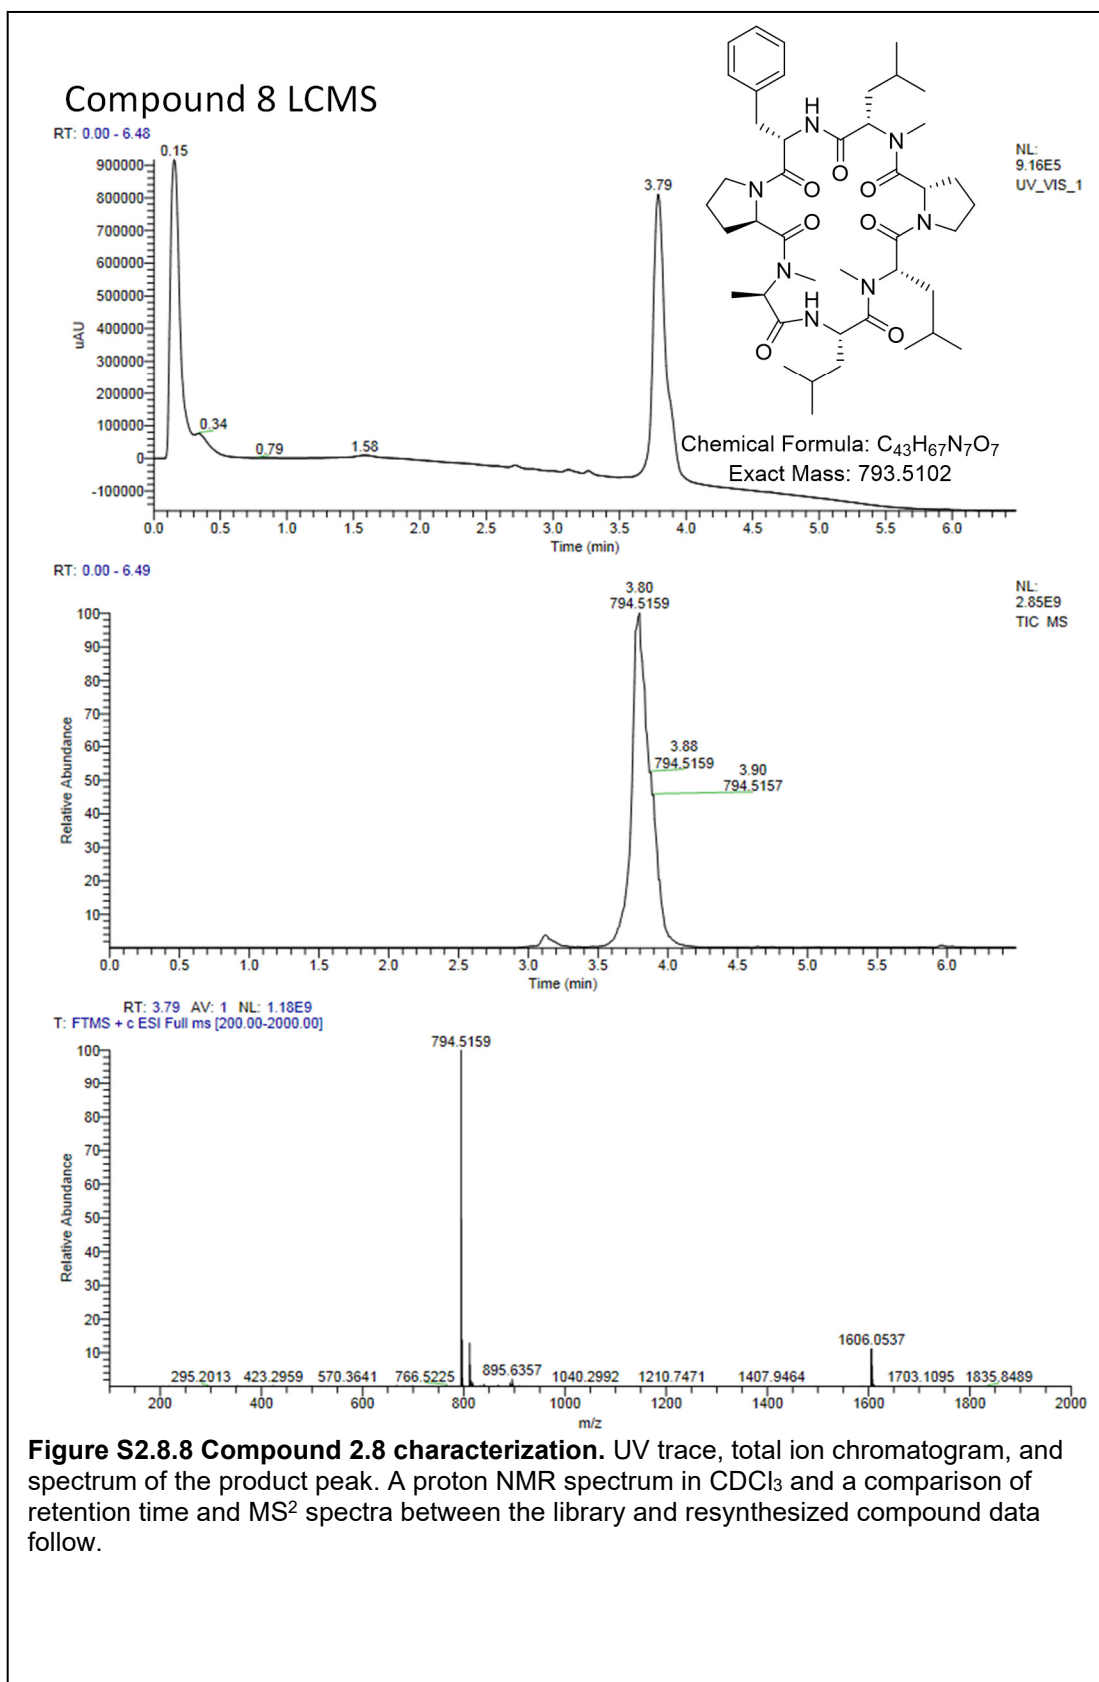 Compound 8 LCMS
RT: 0.00 - 6.48
NL:
9.16E5
UV_VIS_1
0.15
3.79
0.34
0.79
1.58
900000
800000
700000
600000
500000
400000
300000
200000
100000
0
-100000
uAU
0.0 0.5 1.0 1.5 2.0 2.5 3.0 3.5 4.0 4.5 5.0 5.5 6.0
Time (min)
H
N
O
N
O
N
O
N
O
N
O
N
O
H
N
O
Chemical Formula: C₄₃H₆₇N₇O₇
Exact Mass: 793.5102
RT: 0.00 - 6.49
NL:
2.85E9
TIC MS
3.80
794.5159
3.88
794.5159
3.90
794.5157
100
90
80
70
60
50
40
30
20
10
Relative Abundance
0.0 0.5 1.0 1.5 2.0 2.5 3.0 3.5 4.0 4.5 5.0 5.5 6.0
Time (min)
RT: 3.79 AV: 1 NL: 1.18E9
T: FTMS + c ESI Full ms [200.00-2000.00]
794.5159
1606.0537
295.2013 423.2959 570.3641 766.5225 895.6357 1040.2992 1210.7471 1407.9464 1703.1095 1835.8489
100
90
80
70
60
50
40
30
20
10
Relative Abundance
200 400 600 800 1000 1200 1400 1600 1800 2000
m/z
Figure S2.8.8 Compound 2.8 characterization. UV trace, total ion chromatogram, and
spectrum of the product peak. A proton NMR spectrum in CDCl₃ and a comparison of
retention time and MS² spectra between the library and resynthesized compound data
follow.